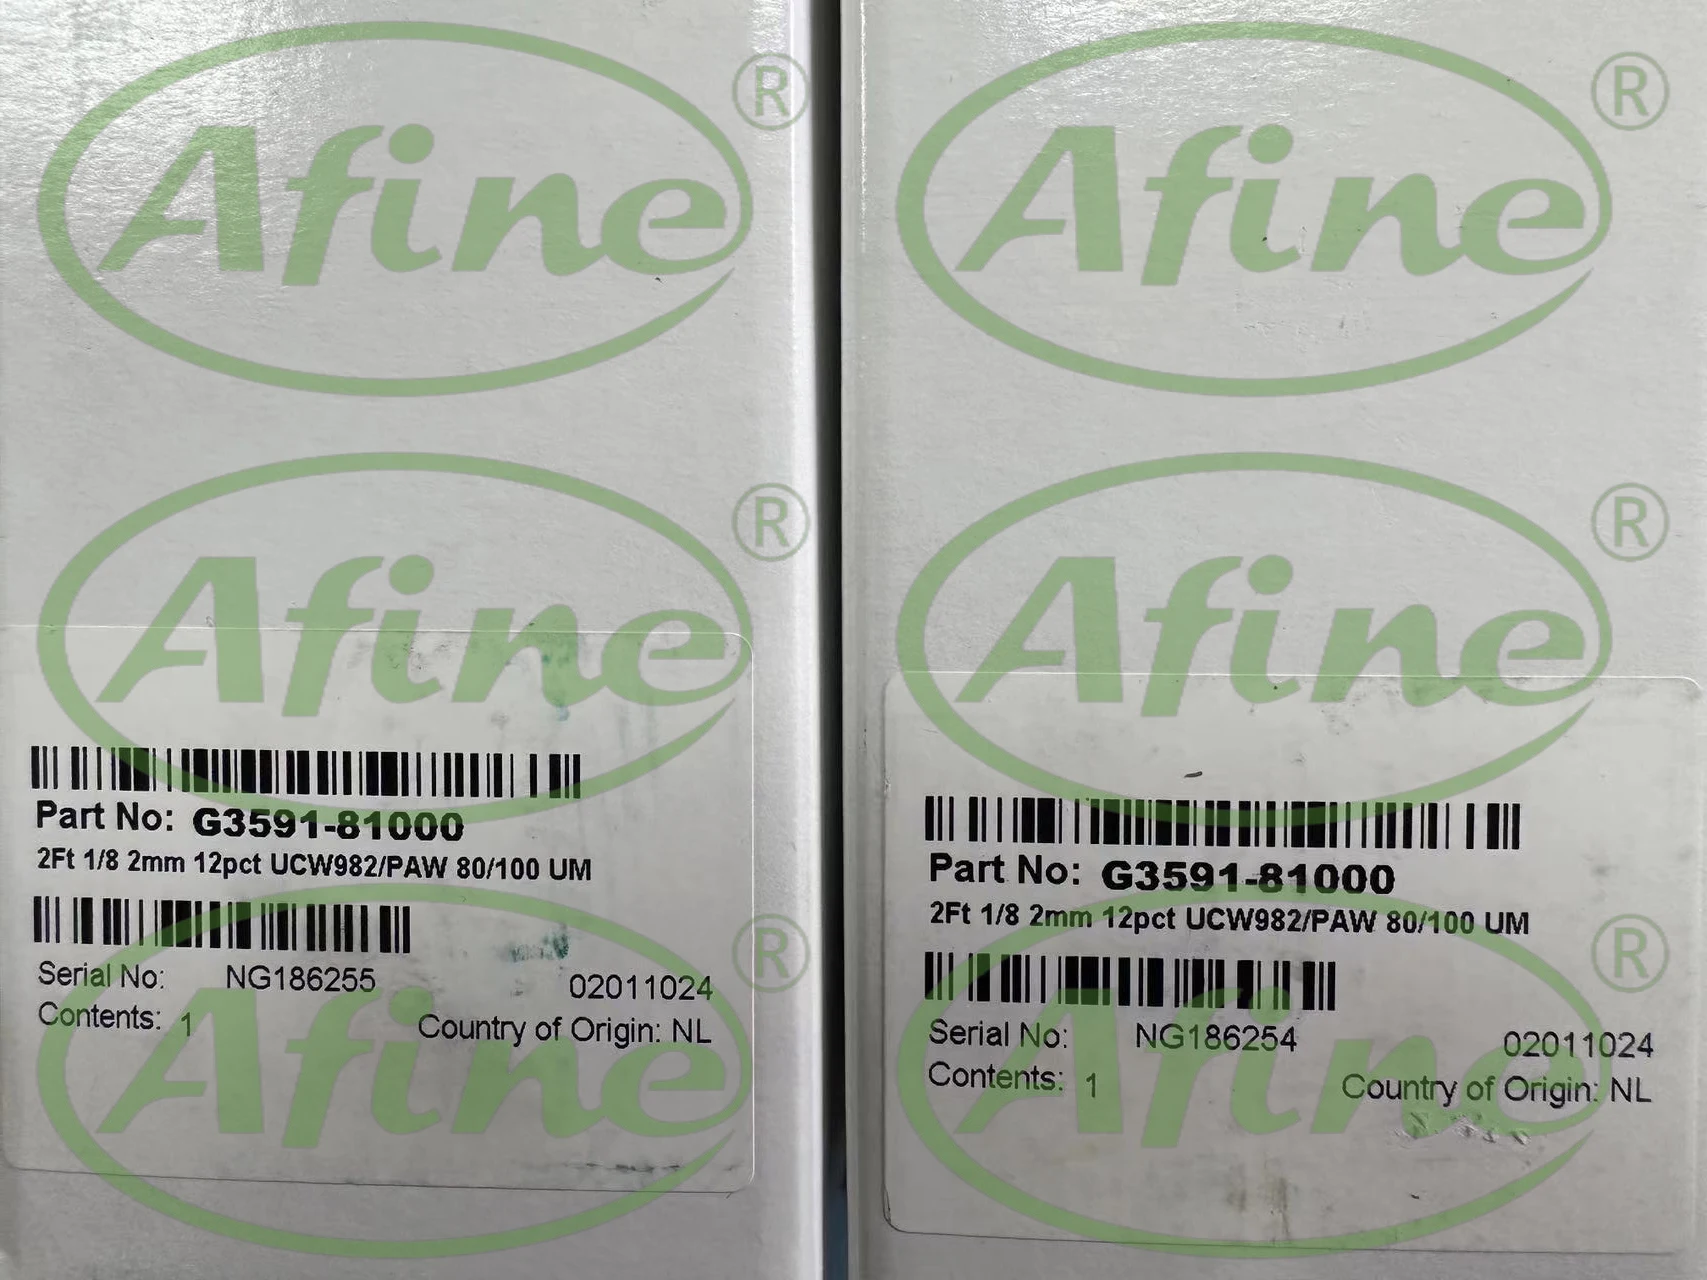 Afine ®
Afine ®
Afine ®
Afine ®
Part No: G3591-81000
2Ft 1/8 2mm 12pct UCW982/PAW 80/100 UM
Serial No: NG186255 02011024
Contents: 1 Country of Origin: NL
Afine ®
Part No: G3591-81000
2Ft 1/8 2mm 12pct UCW982/PAW 80/100 UM
Serial No: NG186254 02011024
Contents: 1 Country of Origin: NL
Afine ®